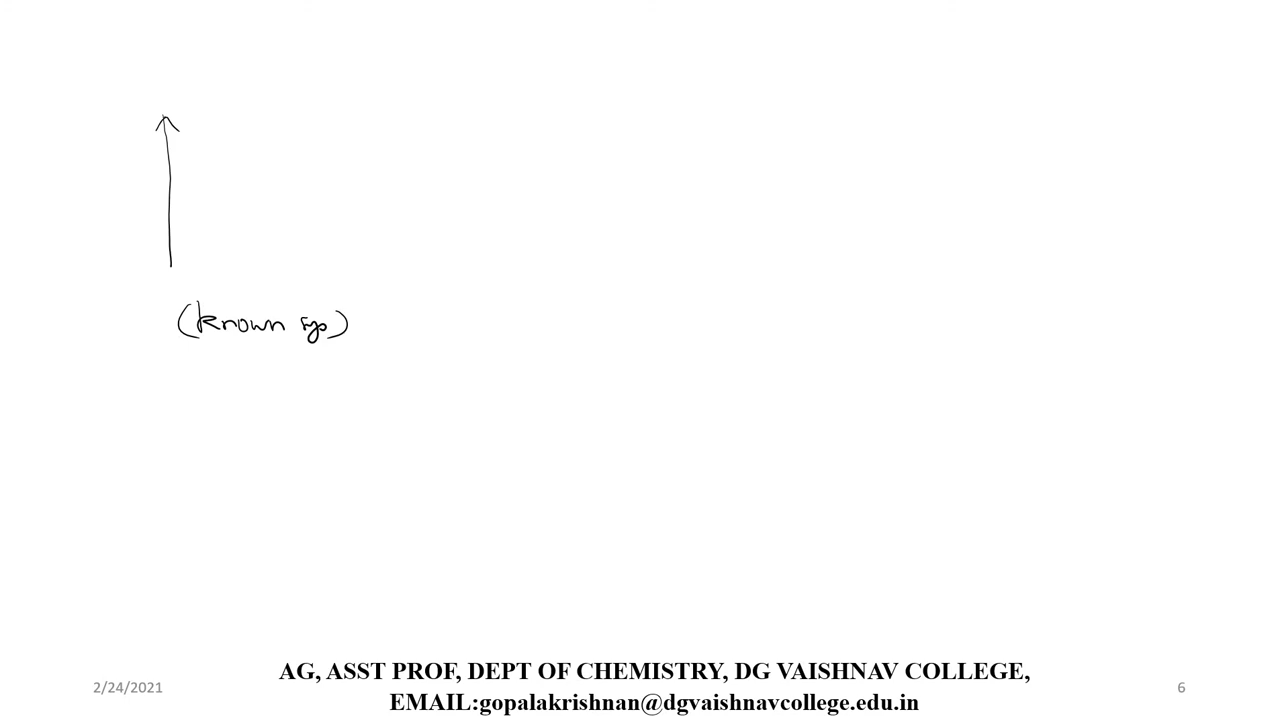 (known sys)
AG, ASST PROF, DEPT OF CHEMISTRY, DG VAISHNAV COLLEGE,
EMAIL:gopalakrishnan@dgvaishnavcollege.edu.in
2/24/2021
6